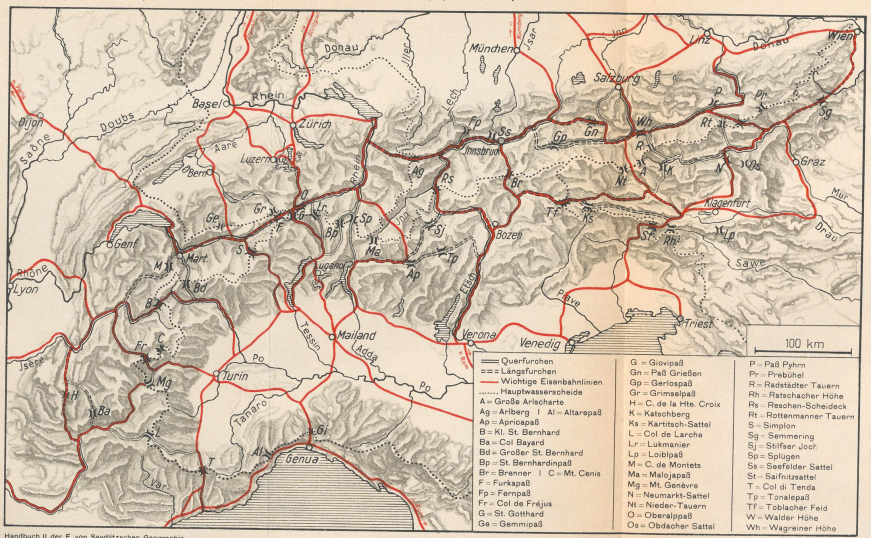 München
Isar
Inn
Linz
Donau
Wien
Donau
Iller
Lech
Salzburg
P
Pr
Basel
Rhein
Zürich
Fp
Ss
Innsbruck
Gp
Gn
Wh
Rt
Sg
Dijon
Doubs
Saône
Aare
Luzern
Bern
Rhein
Ag
Rs
Br
R
Nt
A
K
N
Os
Graz
Mur
Ge
Gr
O
F
G
Lr
Bp
Sp
Inn
Sj
Tf
Ks
Klagenfurt
Drau
Genf
M
Mart.
S
Bd
Lugano
Ma
Ap
Tp
Bozen
Etsch
St
Rh
Lp
Sawe
Rhône
Lyon
B
Piave
Triest
Isère
Fr
Mg
H
Ba
Tessin
Mailand
Adda
Verona
Venedig
100 km
Po
Turin
Po
Tanaro
Var
T
Al
Gi
Genua
Querfurchen
Längsfurchen
Wichtige Eisenbahnlinien
Hauptwasserscheide
A = Große Arlscharte
Ag = Arlberg | Al = Altarepaß
Ap = Apricapaß
B = Kl. St. Bernhard
Ba = Col Bayard
Bd = Großer St. Bernhard
Bp = St. Bernhardinpaß
Br = Brenner | C = Mt. Cenis
F = Furkapaß
Fp = Fernpaß
Fr = Col de Fréjus
G = St. Gotthard
Ge = Gemmipaß
G = Giovipaß
Gn = Paß Grießen
Gp = Gerlospaß
Gr = Grimselpaß
H = C. de la Hte. Croix
K = Katschberg
Ks = Kartitsch-Sattel
L = Col de Larche
Lr = Lukmanier
Lp = Loiblpaß
M = C. de Montets
Ma = Malojapaß
Mg = Mt. Genèvre
N = Neumarkt-Sattel
Nt = Nieder-Tauern
O = Oberalppaß
Os = Obdacher Sattel
P = Paß Pyhrn
Pr = Prebühel
R = Radstädter Tauern
Rh = Ratschacher Höhe
Rs = Reschen-Scheideck
Rt = Rottenmanner Tauern
S = Simplon
Sg = Semmering
Sj = Stilfser Joch
Sp = Splügen
Ss = Seefelder Sattel
St = Saifnitzsattel
T = Col di Tenda
Tp = Tonalepaß
Tf = Toblacher Feld
W = Walder Höhe
Wh = Wagreiner Höhe
Handbuch II der E. von Seydlitzschen Geographie